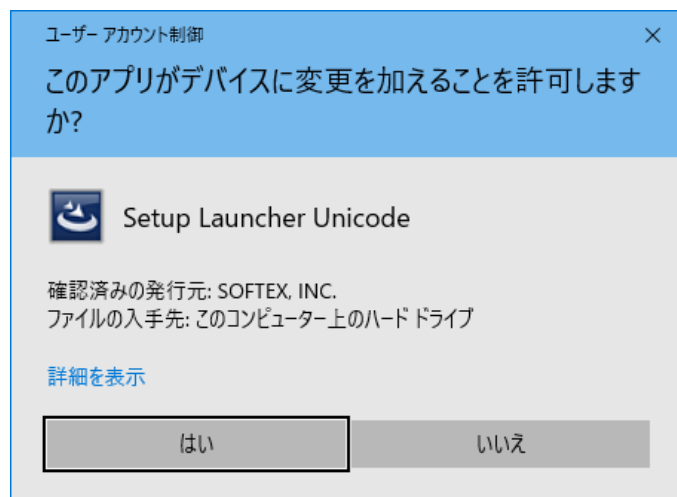 ユーザー アカウント制御
このアプリがデバイスに変更を加えることを許可します
か?
Setup Launcher Unicode
確認済みの発行元: SOFTEX, INC.
ファイルの入手先: このコンピューター上のハード ドライブ
詳細を表示
はい
いいえ